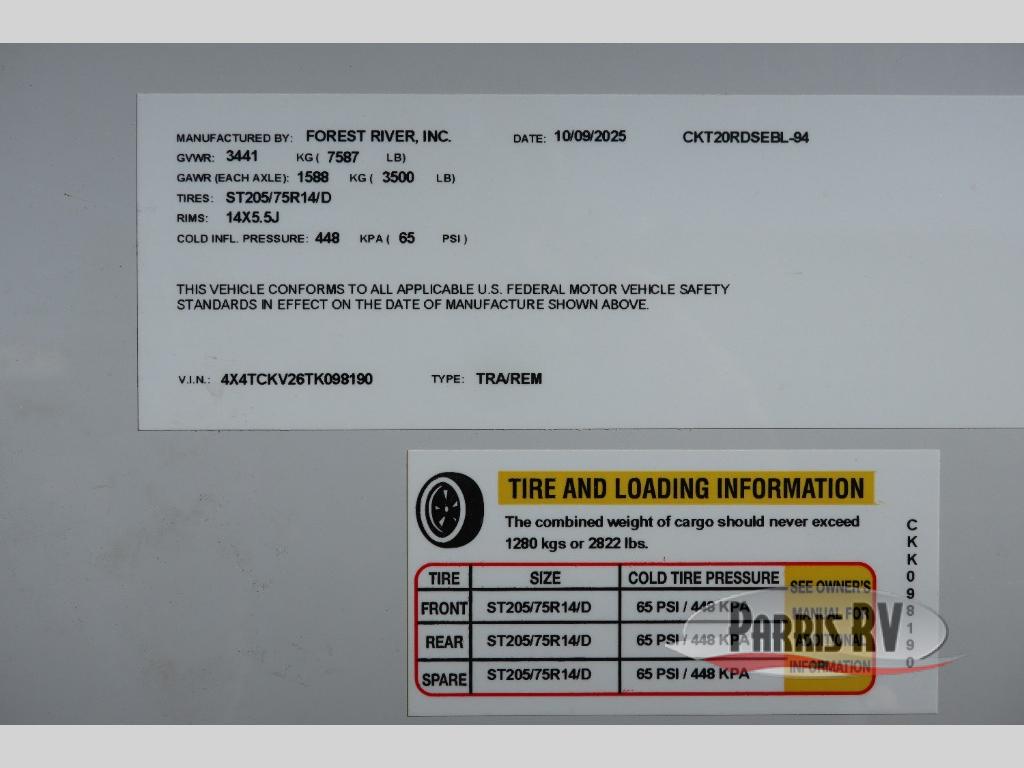 MANUFACTURED BY: FOREST RIVER, INC. DATE: 10/09/2025 CKT20RDSEBL-94
GVWR: 3441 KG ( 7587 LB)
GAWR (EACH AXLE): 1588 KG ( 3500 LB)
TIRES: ST205/75R14/D
RIMS: 14X5.5J
COLD INFL. PRESSURE: 448 KPA ( 65 PSI )
THIS VEHICLE CONFORMS TO ALL APPLICABLE U.S. FEDERAL MOTOR VEHICLE SAFETY
STANDARDS IN EFFECT ON THE DATE OF MANUFACTURE SHOWN ABOVE.
V.I.N.: 4X4TCKV26TK098190 TYPE: TRA/REM
TIRE AND LOADING INFORMATION
The combined weight of cargo should never exceed
1280 kgs or 2822 lbs.
TIRE SIZE COLD TIRE PRESSURE
FRONT ST205/75R14/D 65 PSI / 448 KPA
REAR ST205/75R14/D 65 PSI / 448 KPA
SPARE ST205/75R14/D 65 PSI / 448 KPA
SEE OWNER'S
MANUAL FOR
ADDITIONAL
INFORMATION
CKK098190
PARRIS RV